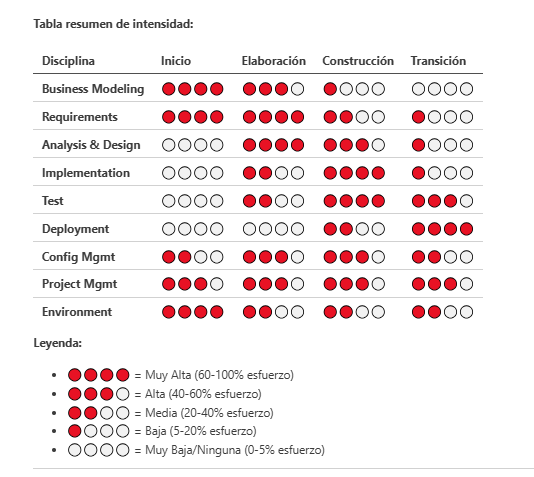 Tabla resumen de intensidad:
Disciplina Inicio Elaboración Construcción Transición
Business Modeling
Requirements
Analysis & Design
Implementation
Test
Deployment
Config Mgmt
Project Mgmt
Environment
Leyenda:
= Muy Alta (60-100% esfuerzo)
= Alta (40-60% esfuerzo)
= Media (20-40% esfuerzo)
= Baja (5-20% esfuerzo)
= Muy Baja/Ninguna (0-5% esfuerzo)